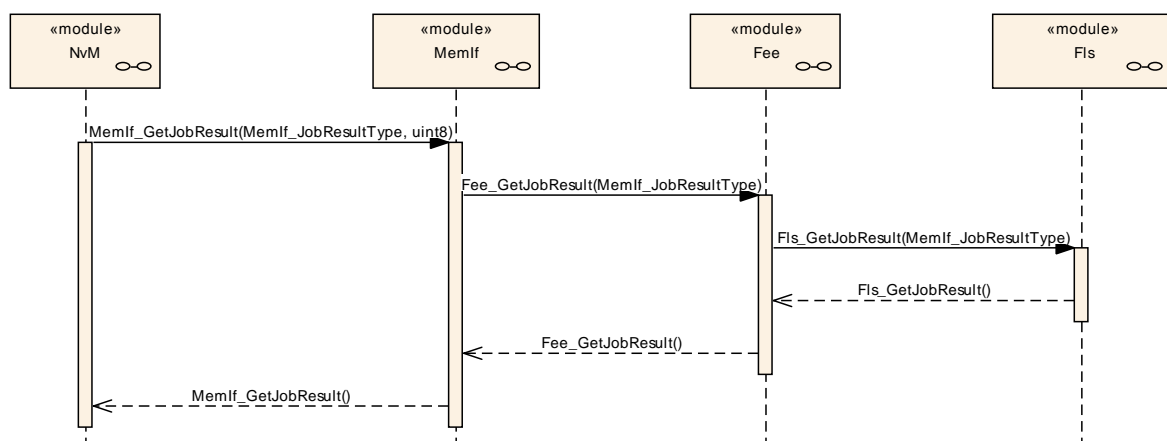 «module»
NvM
«module»
MemIf
«module»
Fee
«module»
Fls
MemIf_GetJobResult(MemIf_JobResultType, uint8)
Fee_GetJobResult(MemIf_JobResultType)
Fls_GetJobResult(MemIf_JobResultType)
Fls_GetJobResult()
Fee_GetJobResult()
MemIf_GetJobResult()